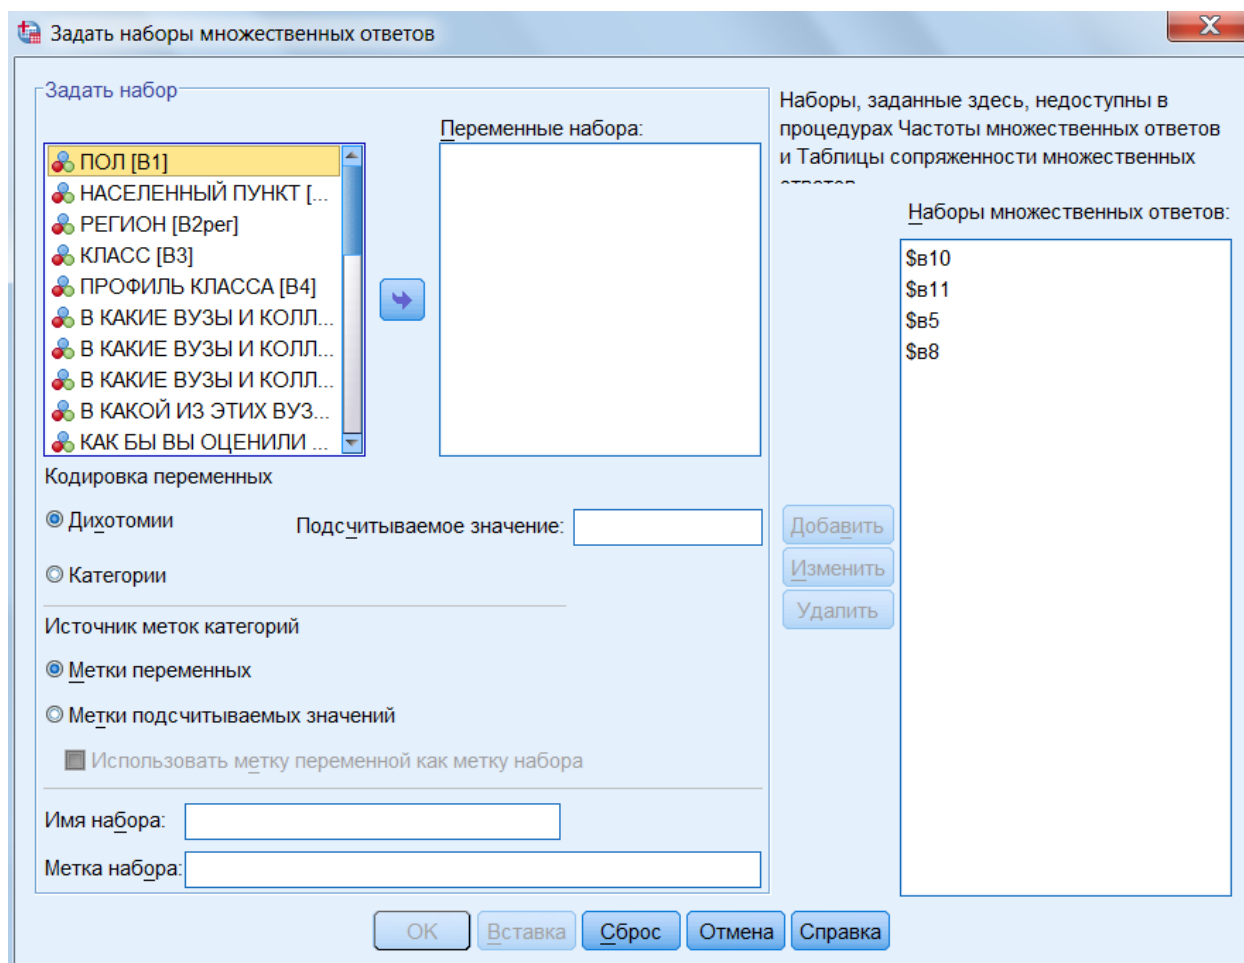 Задать наборы множественных ответов
Задать набор
Переменные набора:
ПОЛ [В1]
НАСЕЛЕННЫЙ ПУНКТ [...
РЕГИОН [В2рег]
КЛАСС [В3]
ПРОФИЛЬ КЛАССА [В4]
В КАКИЕ ВУЗЫ И КОЛЛ...
В КАКИЕ ВУЗЫ И КОЛЛ...
В КАКИЕ ВУЗЫ И КОЛЛ...
В КАКОЙ ИЗ ЭТИХ ВУЗ...
КАК БЫ ВЫ ОЦЕНИЛИ ...
Кодировка переменных
Дихотомии
Подсчитываемое значение:
Категории
Источник меток категорий
Метки переменных
Метки подсчитываемых значений
Использовать метку переменной как метку набора
Имя набора:
Метка набора:
Наборы, заданные здесь, недоступны в
процедурах Частоты множественных ответов
и Таблицы сопряженности множественных
Наборы множественных ответов:
$в10
$в11
$в5
$в8
Добавить
Изменить
Удалить
OK
Вставка
Сброс
Отмена
Справка